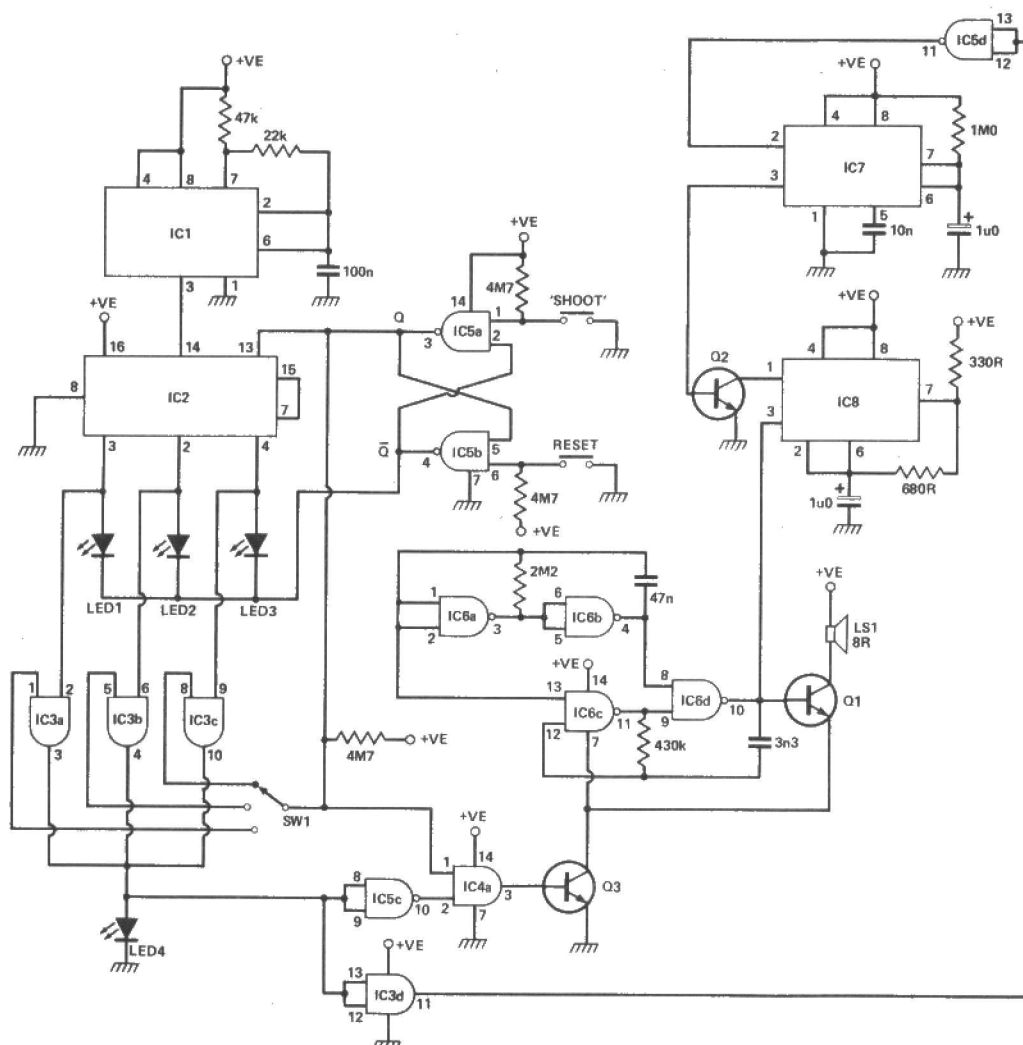 +VE
47k
22k
4
8
7
2
IC1
6
3
1
100n
+VE
16
14
13
8
IC2
15
7
3
2
4
LED1
LED2
LED3
Q
3
14
IC5a
1
2
+VE
4M7
'SHOOT'
Q̅
4
IC5b
5
6
7
RESET
4M7
+VE
11
IC5d
13
12
+VE
4
8
1M0
2
IC7
7
3
6
1
5
10n
+
1u0
+VE
4
8
+VE
330R
Q2
1
IC8
7
3
2
6
680R
+
1u0
2M2
47n
1
IC6a
2
3
6
IC6b
5
4
+VE
14
13
IC6c
12
11
7
430k
8
IC6d
9
10
3n3
+VE
LS1
8R
Q1
1
2
IC3a
3
5
6
IC3b
4
8
9
IC3c
10
4M7
+VE
SW1
+VE
1
14
IC4a
2
3
7
8
IC5c
9
10
Q3
LED4
+VE
13
IC3d
12
11